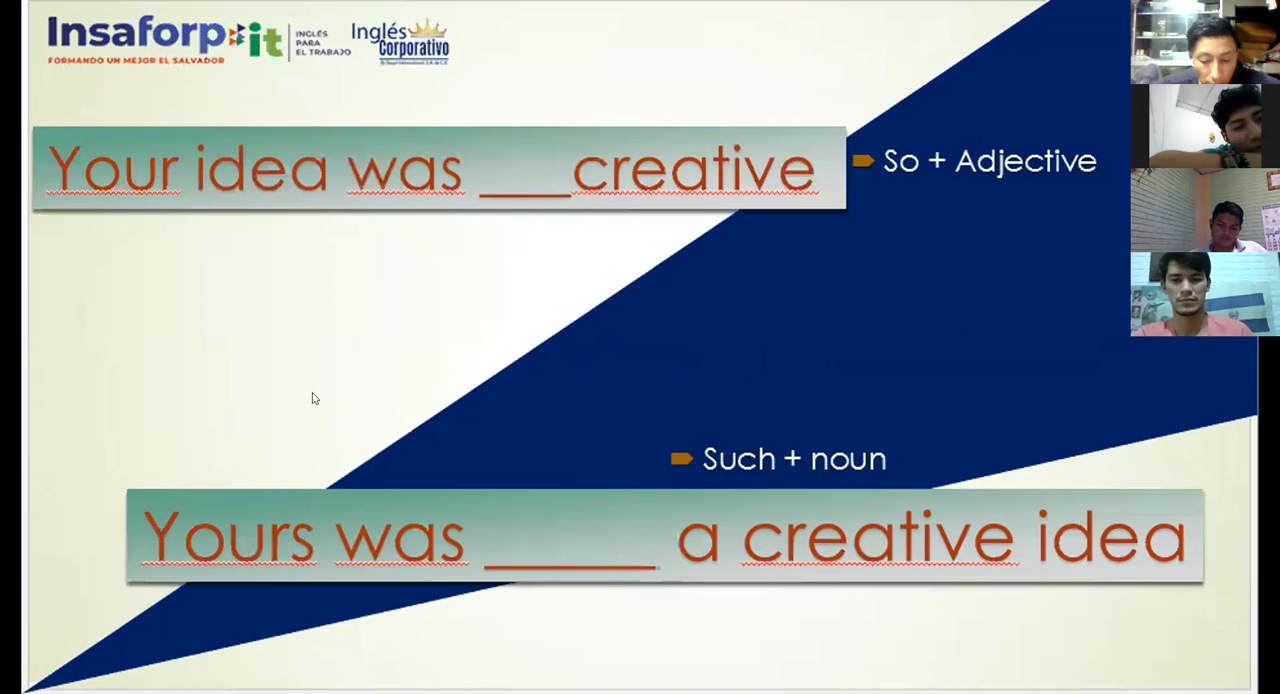 Insaforp
FORMANDO UN MEJOR EL SALVADOR
it
INGLÉS
PARA
EL TRABAJO
Inglés
Corporativo
Your idea was ___creative
So + Adjective
Such + noun
Yours was ______ a creative idea